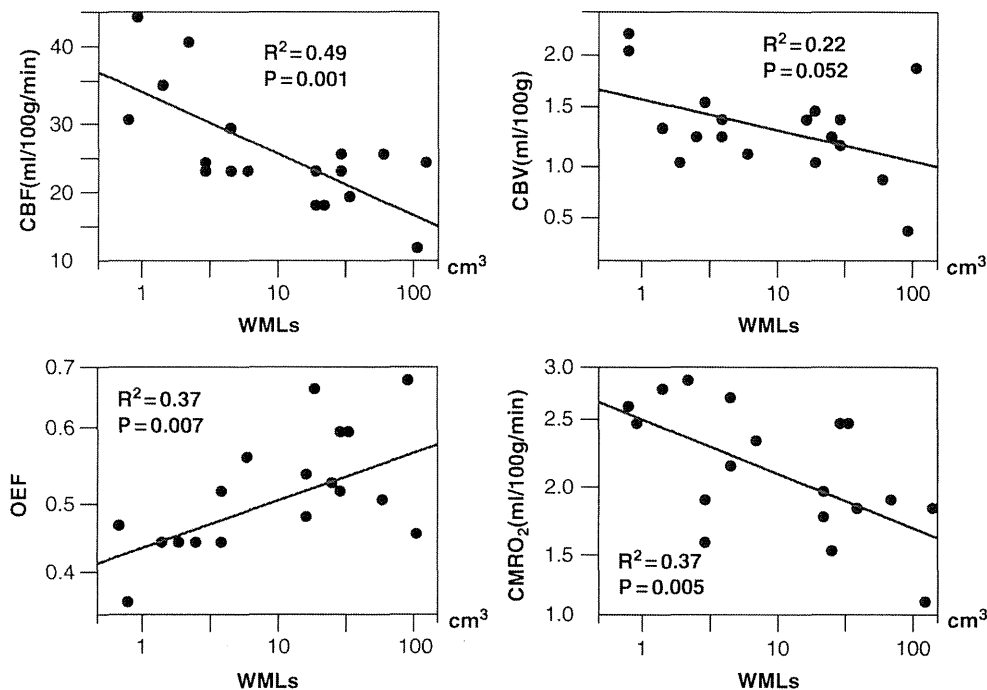 CBF(ml/100g/min)
40
30
20
10
R²=0.49
P=0.001
1
10
100
cm³
WMLs
CBV(ml/100g)
2.0
1.5
1.0
0.5
R²=0.22
P=0.052
1
10
100
cm³
WMLs
OEF
0.7
0.6
0.5
0.4
R²=0.37
P=0.007
1
10
100
cm³
WMLs
CMRO₂(ml/100g/min)
3.0
2.5
2.0
1.5
1.0
R²=0.37
P=0.005
1
10
100
cm³
WMLs